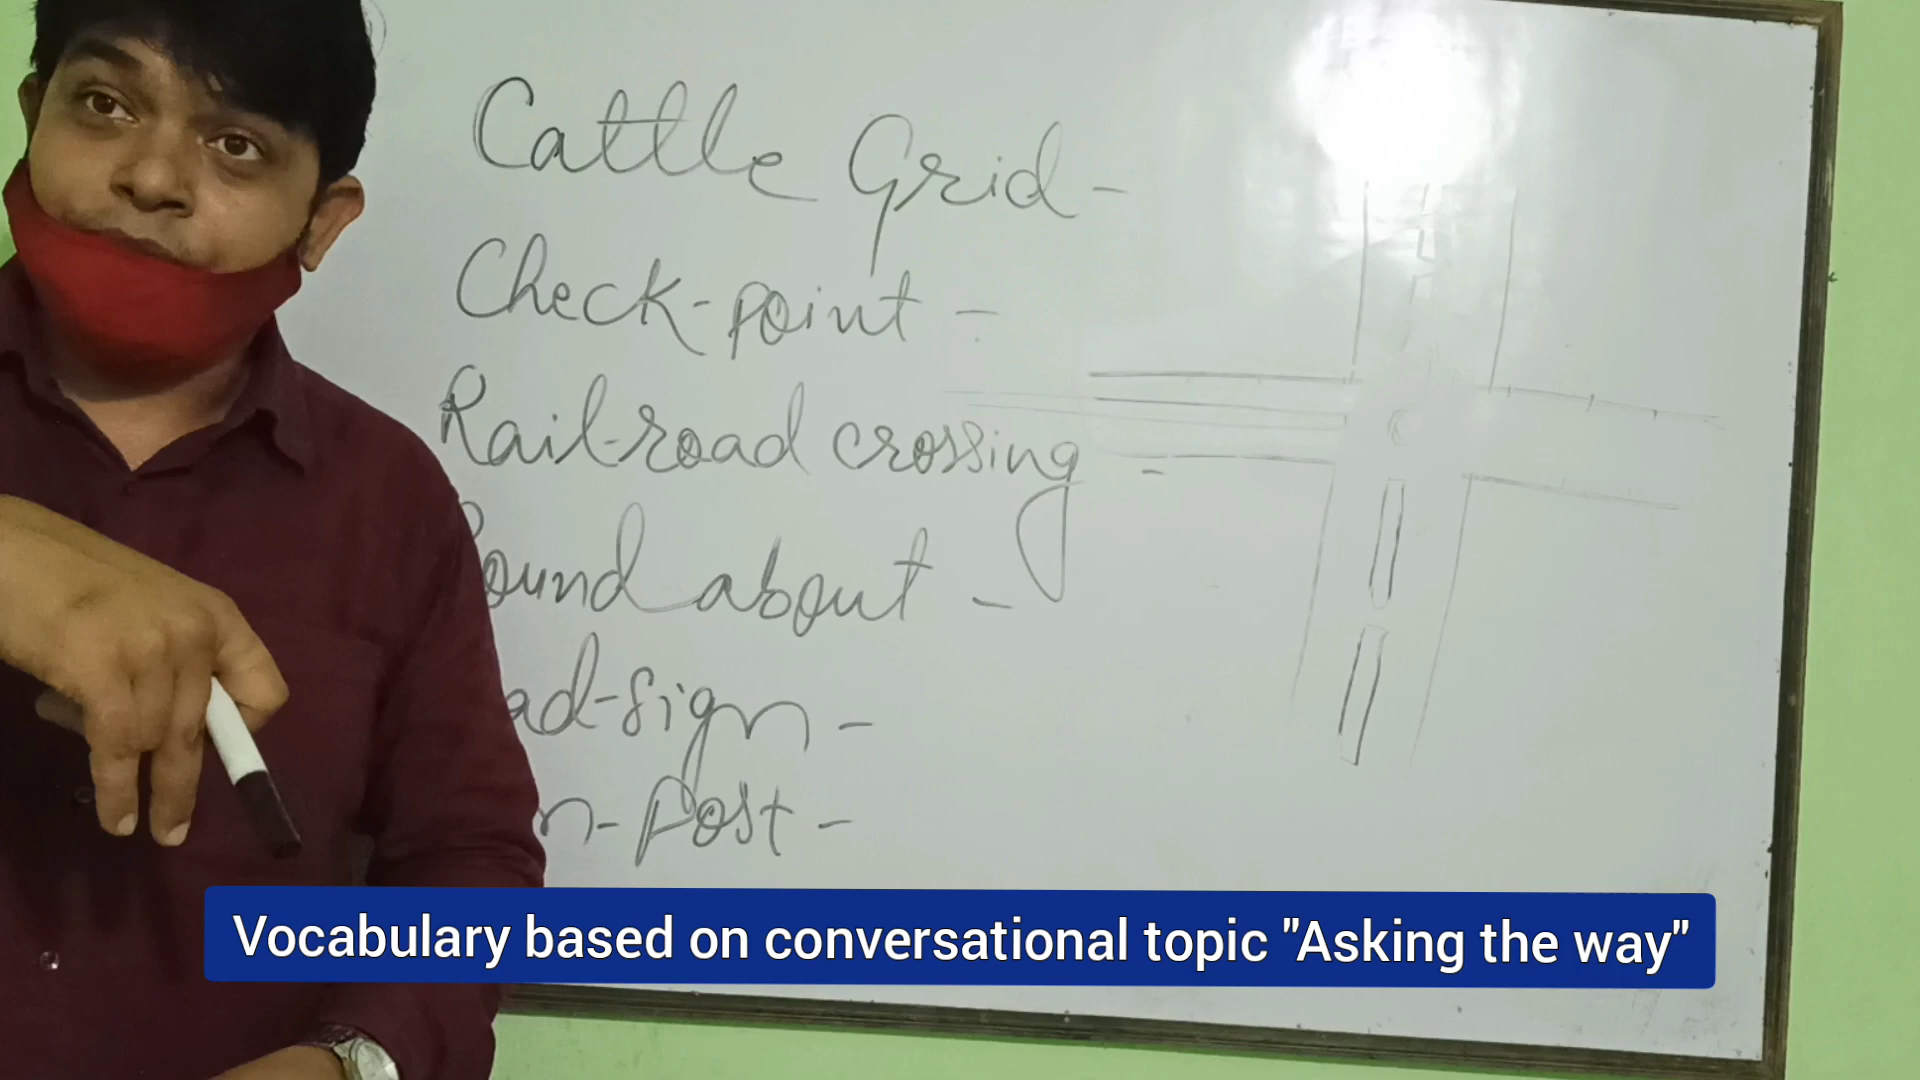 Cattle Grid -
Check-point -
Rail-road crossing -
ound about -
ad-sign -
n-post -
Vocabulary based on conversational topic "Asking the way"